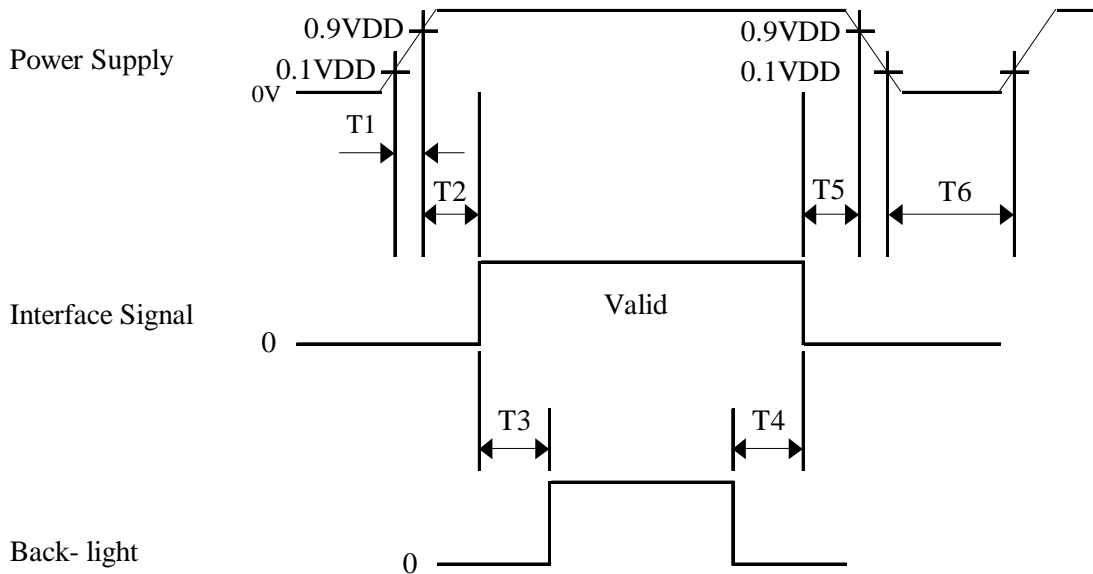 0.9VDD
0.9VDD
Power Supply
0.1VDD
0.1VDD
0V
T1
T2
T5
T6
Interface Signal
Valid
0
T3
T4
Back- light
0